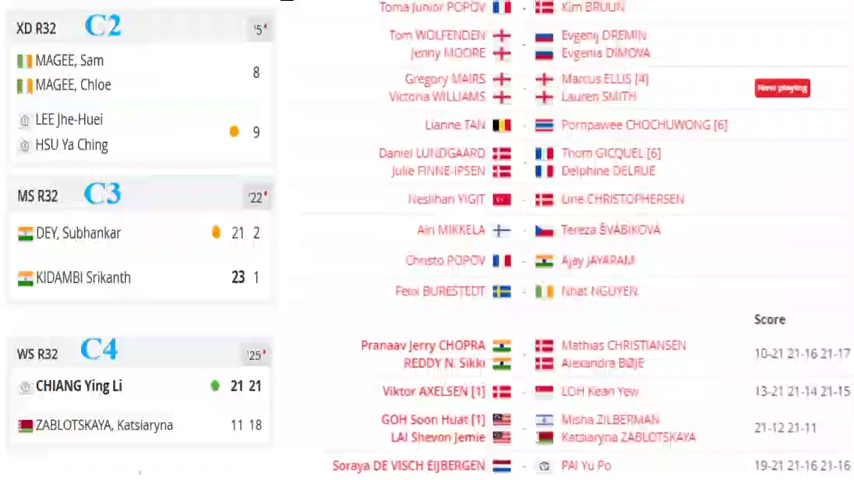 XD R32 C2 '5'
MAGEE, Sam
MAGEE, Chloe
8
LEE Jhe-Huei
HSU Ya Ching
9
MS R32 C3 '22'
DEY, Subhankar 21 2
KIDAMBI Srikanth 23 1
WS R32 C4 '25'
CHIANG Ying Li 21 21
ZABLOTSKAYA, Katsiaryna 11 18
Toma Junior POPOV - Kim BRUUN
Tom WOLFENDEN - Evgenij DREMIN
Jenny MOORE Evgenia DIMOVA
Gregory MAIRS - Marcus ELLIS [4]
Victoria WILLIAMS Lauren SMITH
Now playing
Lianne TAN - Pornpawee CHOCHUWONG [6]
Daniel LUNDGAARD - Thom GICQUEL [6]
Julie FINNE-IPSEN Delphine DELRUE
Neslihan YIGIT - Line CHRISTOPHERSEN
Airi MIKKELA - Tereza ŠVÁBÍKOVÁ
Christo POPOV - Ajay JAYARAM
Felix BURESTEDT - Nhat NGUYEN
Score
Pranaav Jerry CHOPRA - Mathias CHRISTIANSEN
REDDY N. Sikki Alexandra BØJE
10-21 21-16 21-17
Viktor AXELSEN [1] - LOH Kean Yew 13-21 21-14 21-15
GOH Soon Huat [1] - Misha ZILBERMAN
LAI Shevon Jemie Katsiaryna ZABLOTSKAYA
21-12 21-11
Soraya DE VISCH EIJBERGEN - PAI Yu Po 19-21 21-16 21-16